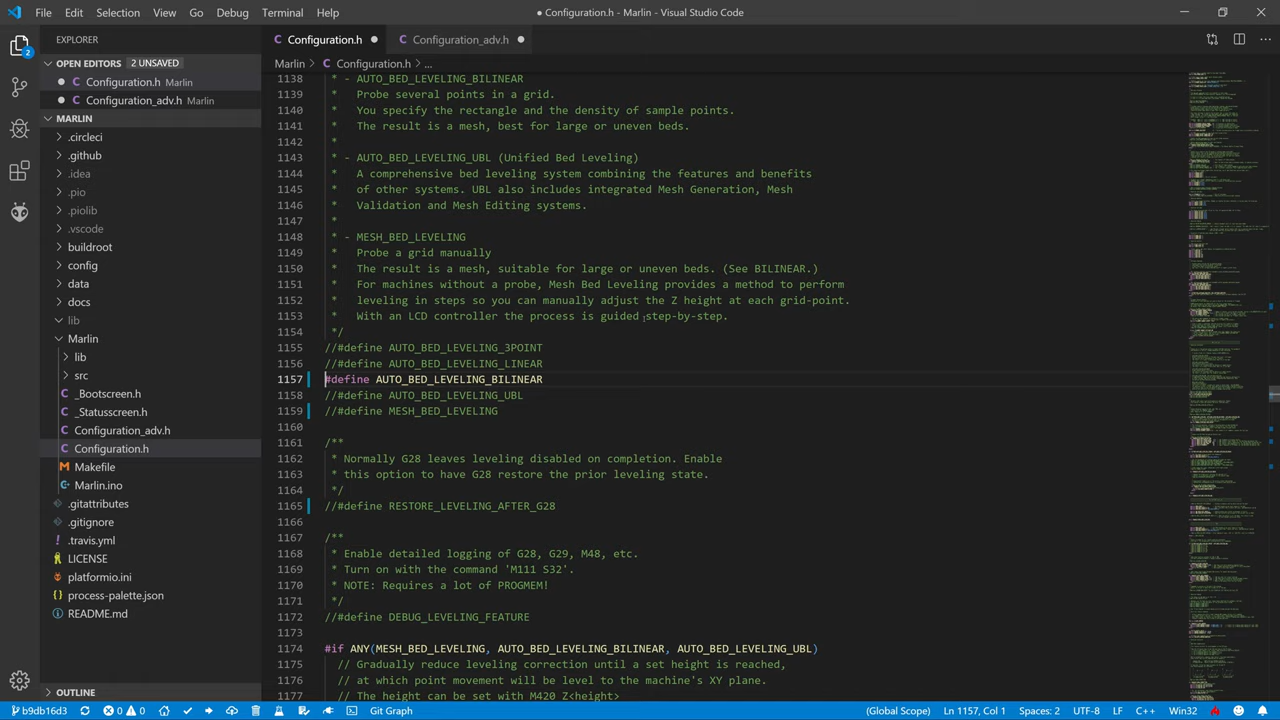 File Edit Selection View Go Debug Terminal Help
● Configuration.h - Marlin - Visual Studio Code
EXPLORER
OPEN EDITORS 2 UNSAVED
Configuration.h Marlin
Configuration_adv.h Marlin
MARLIN
.circleci
.github
.pio
.piolib
.vscode
buildroot
config
data
docs
lib
Marlin
lib
src
_Bootscreen.h
_Statusscreen.h
Configuration_adv.h
Configuration.h
Makefile
Marlin.ino
.gitattributes
.gitignore
.travis.yml
LICENSE
platformio.ini
process-palette.json
README.md
OUTLINE
2
Configuration.h
Configuration_adv.h
Marlin > Configuration.h > ...
1138 * - AUTO_BED_LEVELING_BILINEAR
1139 * Probe several points in a grid.
1140 * You specify the rectangle and the density of sample points.
1141 * The result is a mesh, best for large or uneven beds.
1142 *
1143 * - AUTO_BED_LEVELING_UBL (Unified Bed Leveling)
1144 * A comprehensive bed leveling system combining the features and benefits
1145 * of other systems. UBL also includes integrated Mesh Generation, Mesh
1146 * Validation and Mesh Editing systems.
1147 *
1148 * - MESH_BED_LEVELING
1149 * Probe a grid manually
1150 * The result is a mesh, suitable for large or uneven beds. (See BILINEAR.)
1151 * For machines without a probe, Mesh Bed Leveling provides a method to perform
1152 * leveling in steps so you can manually adjust the Z height at each grid-point.
1153 * With an LCD controller the process is guided step-by-step.
1154 */
1155 //#define AUTO_BED_LEVELING_3POINT
1156 //#define AUTO_BED_LEVELING_LINEAR
1157 #define AUTO_BED_LEVELING_BILINEAR
1158 //#define AUTO_BED_LEVELING_UBL
1159 //#define MESH_BED_LEVELING
1160
1161 /**
1162 * Normally G28 leaves leveling disabled on completion. Enable
1163 * this option to have G28 restore the prior leveling state.
1164 */
1165 //#define RESTORE_LEVELING_AFTER_G28
1166
1167 /**
1168 * Enable detailed logging of G28, G29, M48, etc.
1169 * Turn on with the command 'M111 S32'.
1170 * NOTE: Requires a lot of PROGMEM!
1171 */
1172 //#define DEBUG_LEVELING_FEATURE
1173
1174 #if ANY(MESH_BED_LEVELING, AUTO_BED_LEVELING_BILINEAR, AUTO_BED_LEVELING_UBL)
1175 // Gradually reduce leveling correction until a set height is reached,
1176 // at which point movement will be level to the machine's XY plane.
1177 // The height can be set with M420 Z<height>
b9db16d3 0 0 Git Graph (Global Scope) Ln 1157, Col 1 Spaces: 2 UTF-8 LF C++ Win32